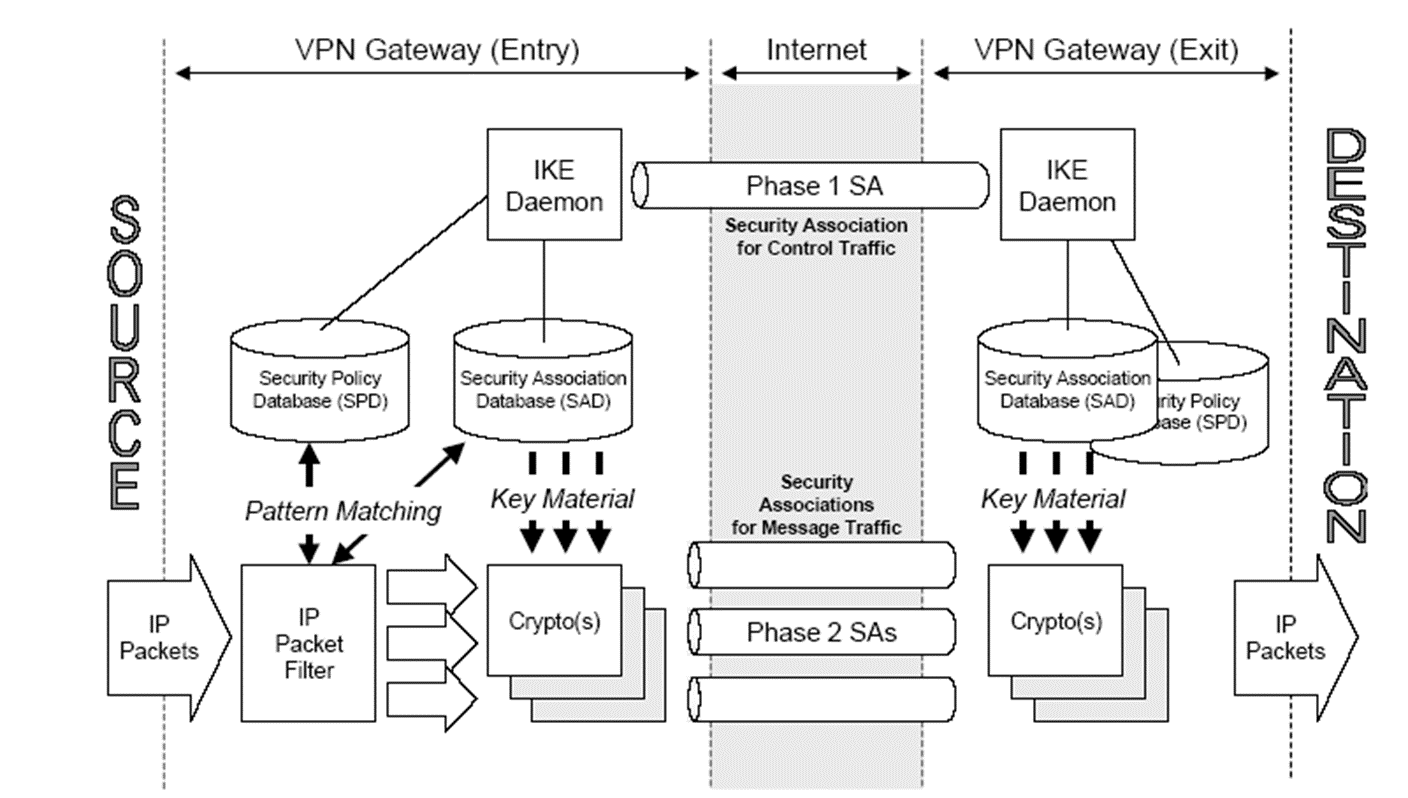 VPN Gateway (Entry)
Internet
VPN Gateway (Exit)
SOURCE
DESTINATION
IKE
Daemon
Phase 1 SA
IKE
Daemon
Security Association
for Control Traffic
Security Policy
Database (SPD)
Security Association
Database (SAD)
Security Association
Database (SAD)
rity Policy
base (SPD)
Pattern Matching
Key Material
Security
Associations
for Message Traffic
Key Material
IP
Packets
IP
Packet
Filter
Crypto(s)
Phase 2 SAs
Crypto(s)
IP
Packets